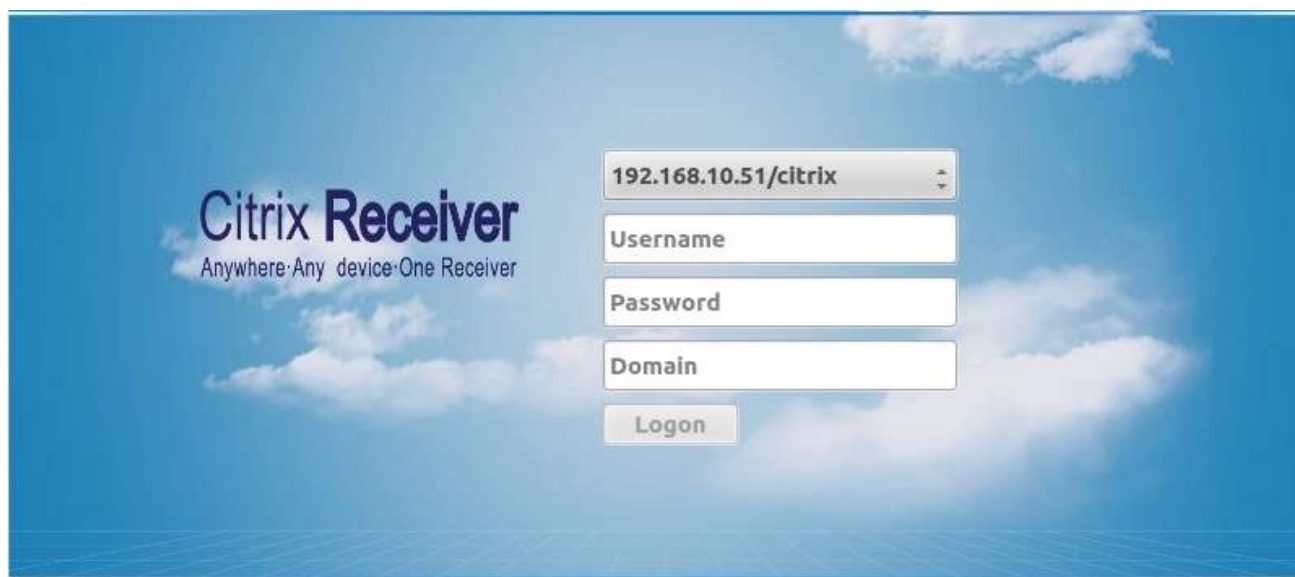 Citrix Receiver
Anywhere·Any device·One Receiver
192.168.10.51/citrix
Username
Password
Domain
Logon